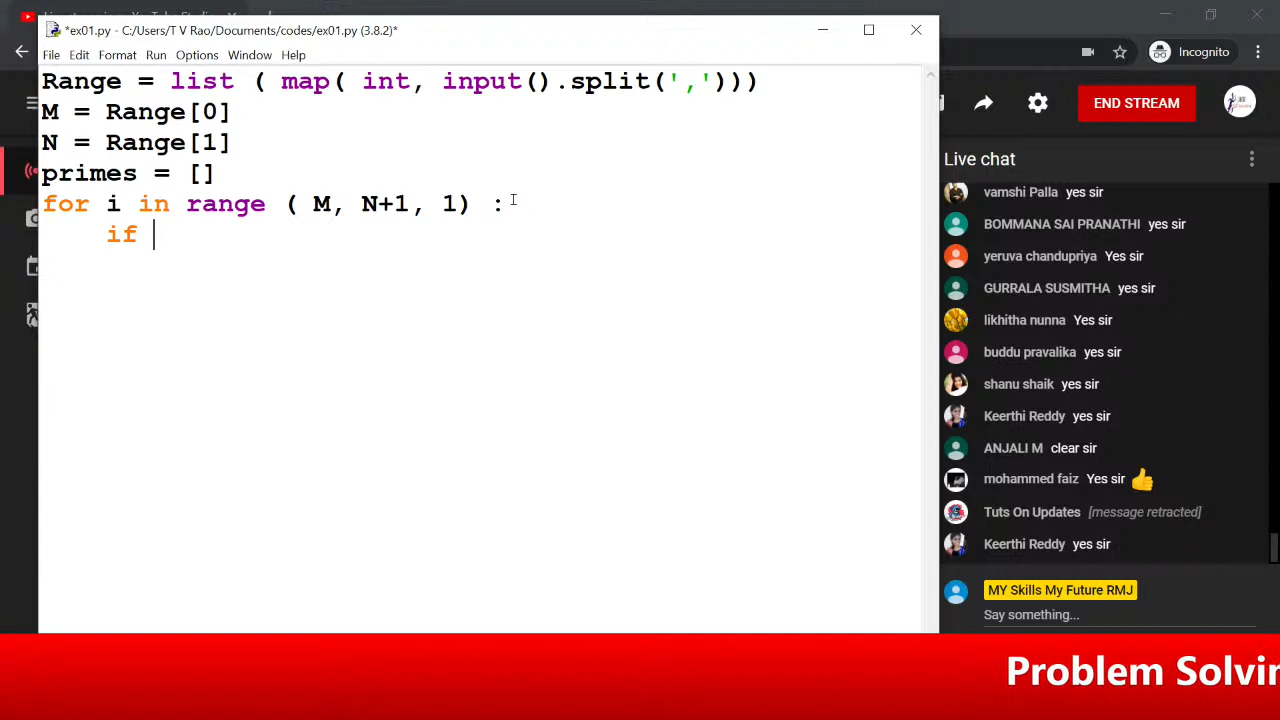 *ex01.py - C:/Users/T V Rao/Documents/codes/ex01.py (3.8.2)*
File Edit Format Run Options Window Help
Range = list ( map( int, input().split(',')))
M = Range[0]
N = Range[1]
primes = []
for i in range ( M, N+1, 1) :
if
Incognito
END STREAM
Live chat
vamshi Palla yes sir
BOMMANA SAI PRANATHI yes sir
yeruva chandupriya Yes sir
GURRALA SUSMITHA yes sir
likhitha nunna Yes sir
buddu pravalika yes sir
shanu shaik yes sir
Keerthi Reddy yes sir
ANJALI M clear sir
mohammed faiz Yes sir 👍
Tuts On Updates [message retracted]
Keerthi Reddy yes sir
MY Skills My Future RMJ
Say something...
Problem Solvin